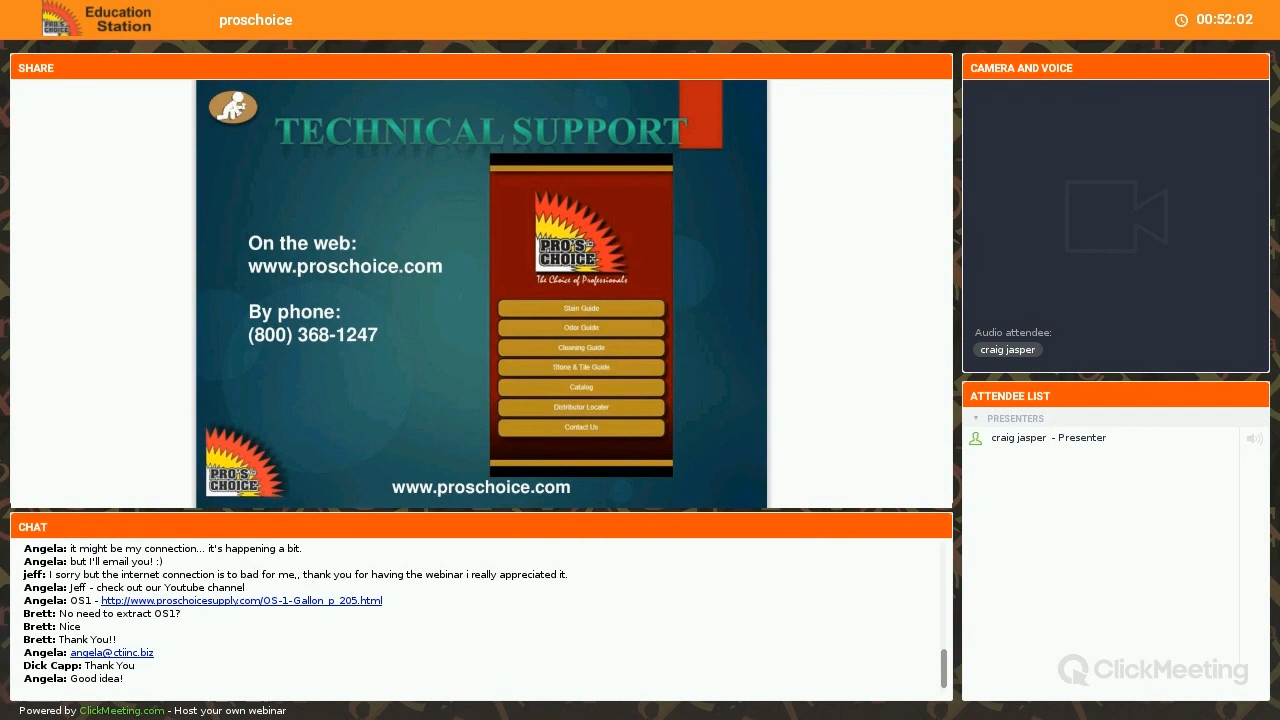 Education
Station
proschoice
00:52:02
SHARE
CAMERA AND VOICE
TECHNICAL SUPPORT
On the web:
www.proschoice.com
By phone:
(800) 368-1247
PRO'S
CHOICE
The Choice of Professionals
Stain Guide
Odor Guide
Cleaning Guide
Stone & Tile Guide
Catalog
Distributor Locater
Contact Us
PRO'S
CHOICE
www.proschoice.com
Audio attendee:
craig jasper
ATTENDEE LIST
PRESENTERS
craig jasper - Presenter
CHAT
Angela: it might be my connection... it's happening a bit.
Angela: but I'll email you! :)
jeff: I sorry but the internet connection is to bad for me,, thank you for having the webinar i really appreciated it.
Angela: Jeff - check out our Youtube channel
Angela: OS1 - http://www.proschoicesupply.com/OS-1-Gallon_p_205.html
Brett: No need to extract OS1?
Brett: Nice
Brett: Thank You!!
Angela: angela@ctiinc.biz
Dick Capp: Thank You
Angela: Good idea!
ClickMeeting
Powered by ClickMeeting.com - Host your own webinar